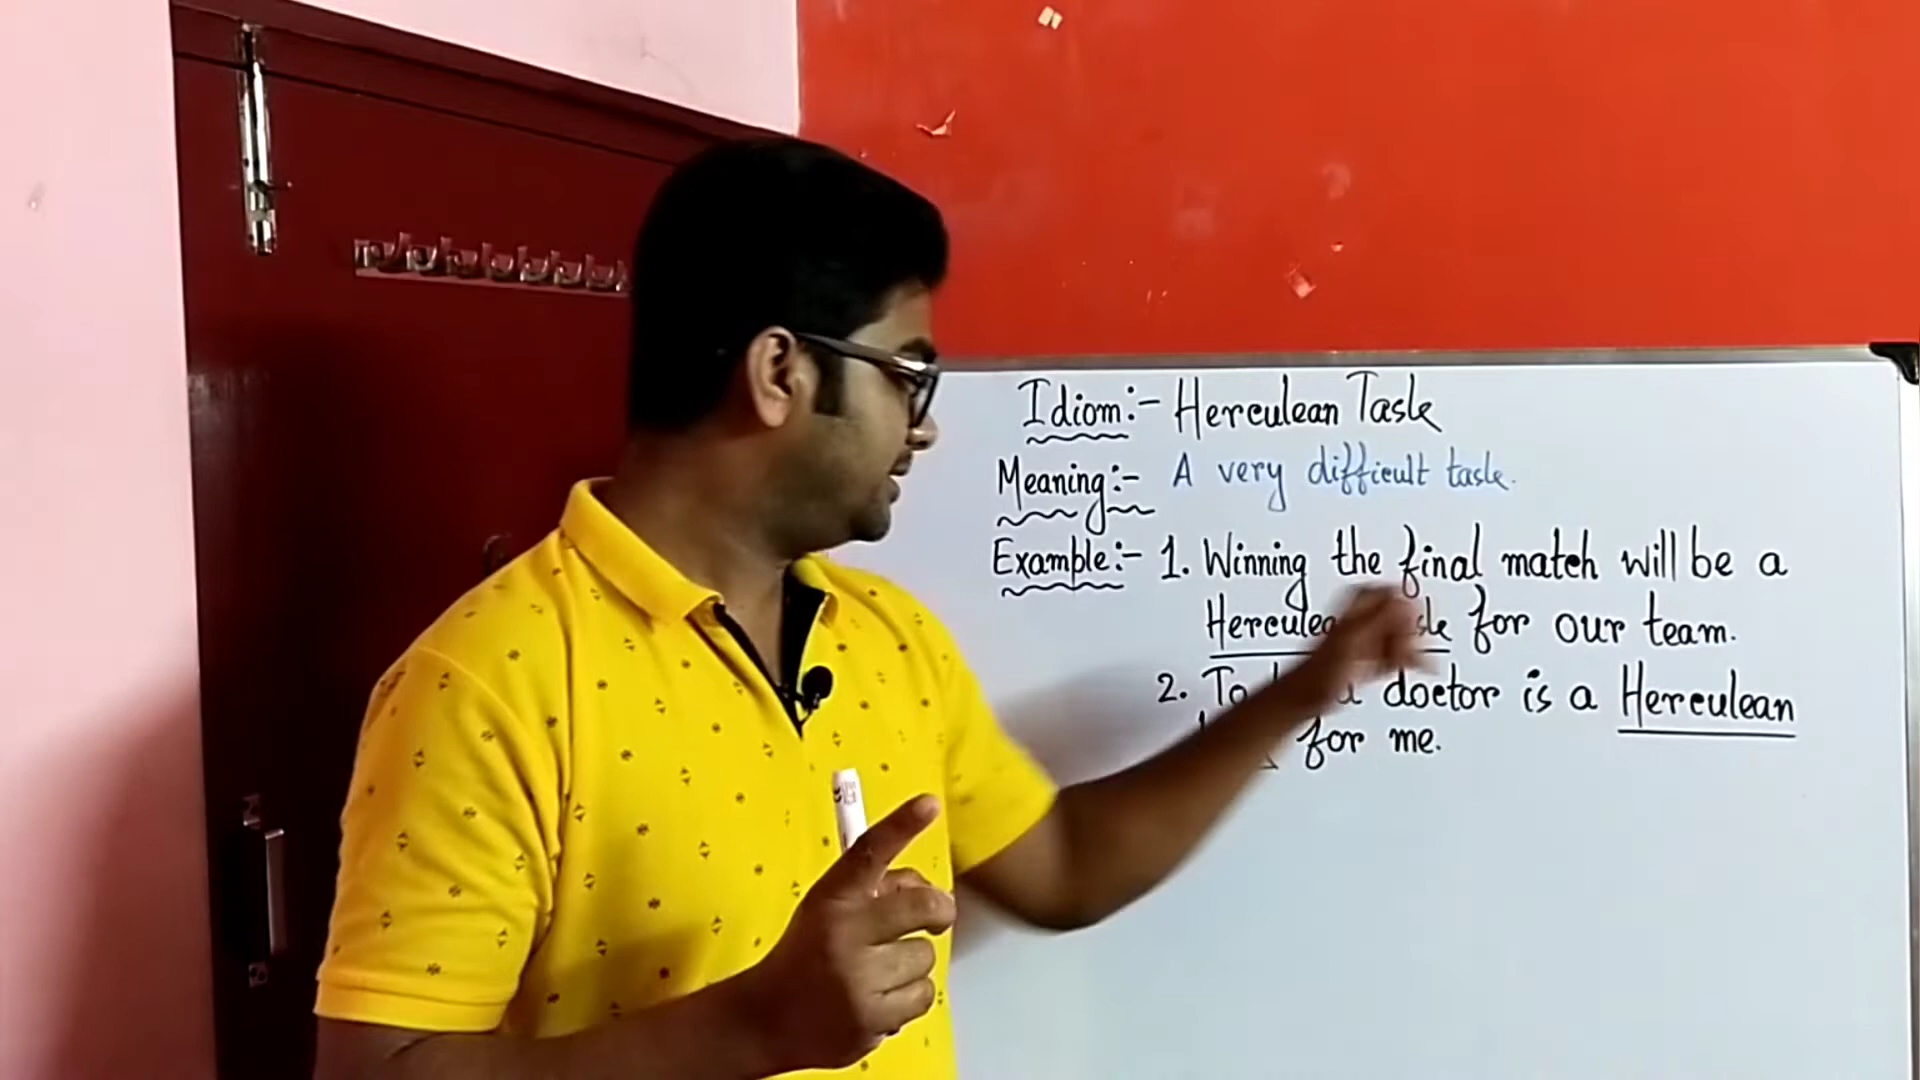 Idiom:- Herculean Task
Meaning:- A very difficult task.
Example:- 1. Winning the final match will be a
Herculean for our team.
2. To doctor is a Herculean
for me.